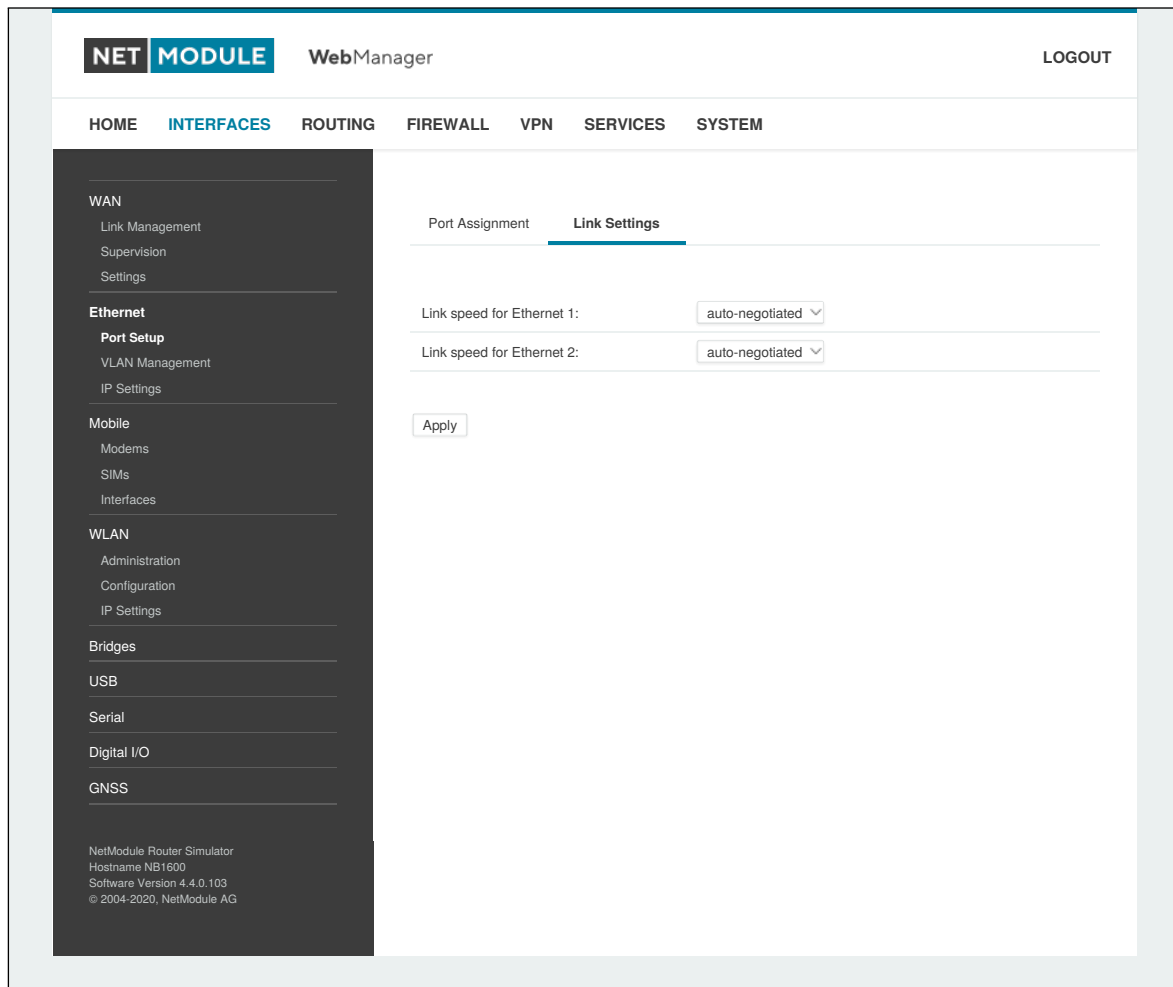 NET MODULE WebManager LOGOUT
HOME INTERFACES ROUTING FIREWALL VPN SERVICES SYSTEM
WAN
Link Management
Supervision
Settings
Ethernet
Port Setup
VLAN Management
IP Settings
Mobile
Modems
SIMs
Interfaces
WLAN
Administration
Configuration
IP Settings
Bridges
USB
Serial
Digital I/O
GNSS
NetModule Router Simulator
Hostname NB1600
Software Version 4.4.0.103
© 2004-2020, NetModule AG
Port Assignment Link Settings
Link speed for Ethernet 1: auto-negotiated
Link speed for Ethernet 2: auto-negotiated
Apply